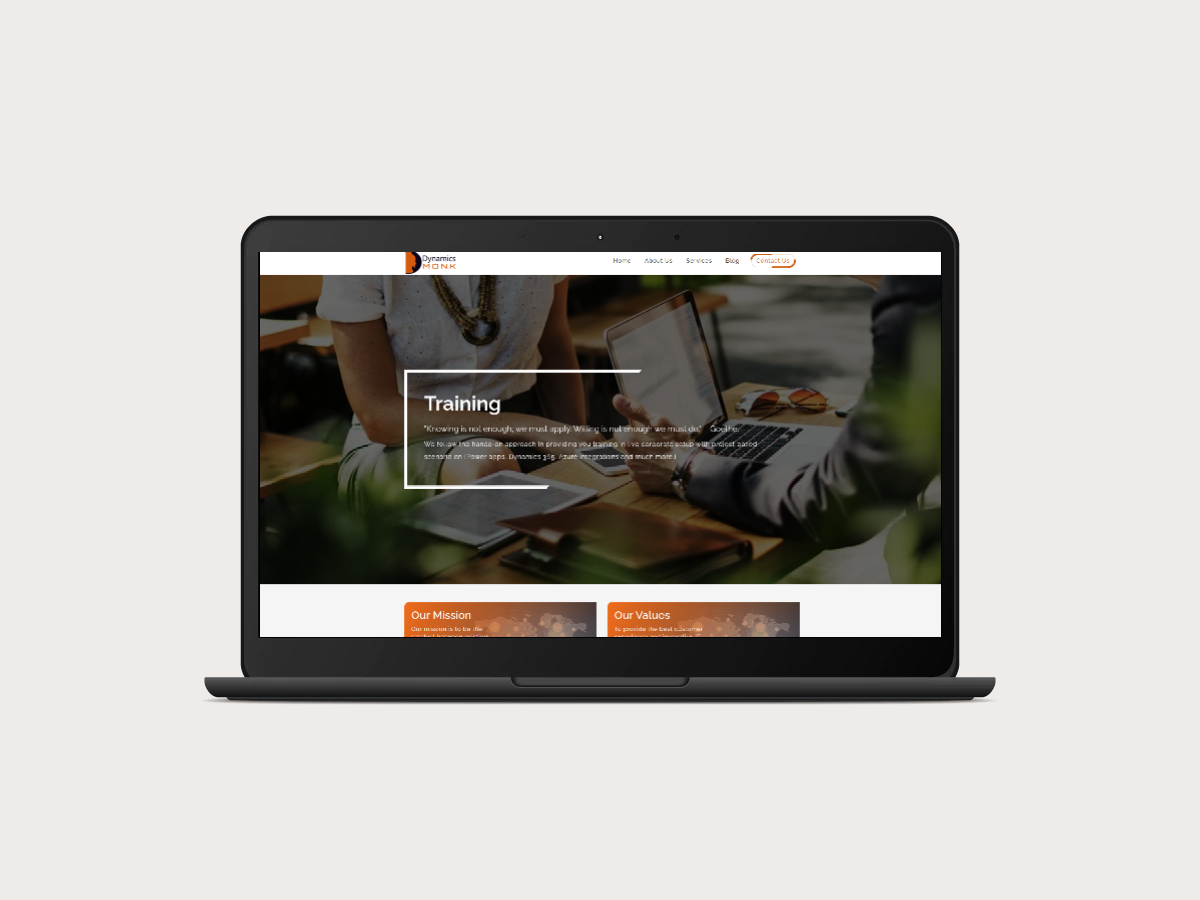 Dynamics
MONK
Home About Us Services Blog Contact Us
Training
"Knowing is not enough; we must apply. Willing is not enough we must do." Goethe
We follow the hands-on approach in providing you training in live corporate setup with project based
scenario on (Power apps, Dynamics 365, Azure Integrations and much more.)
Our Mission Our Values
Our mission is to be the To provide the best customer